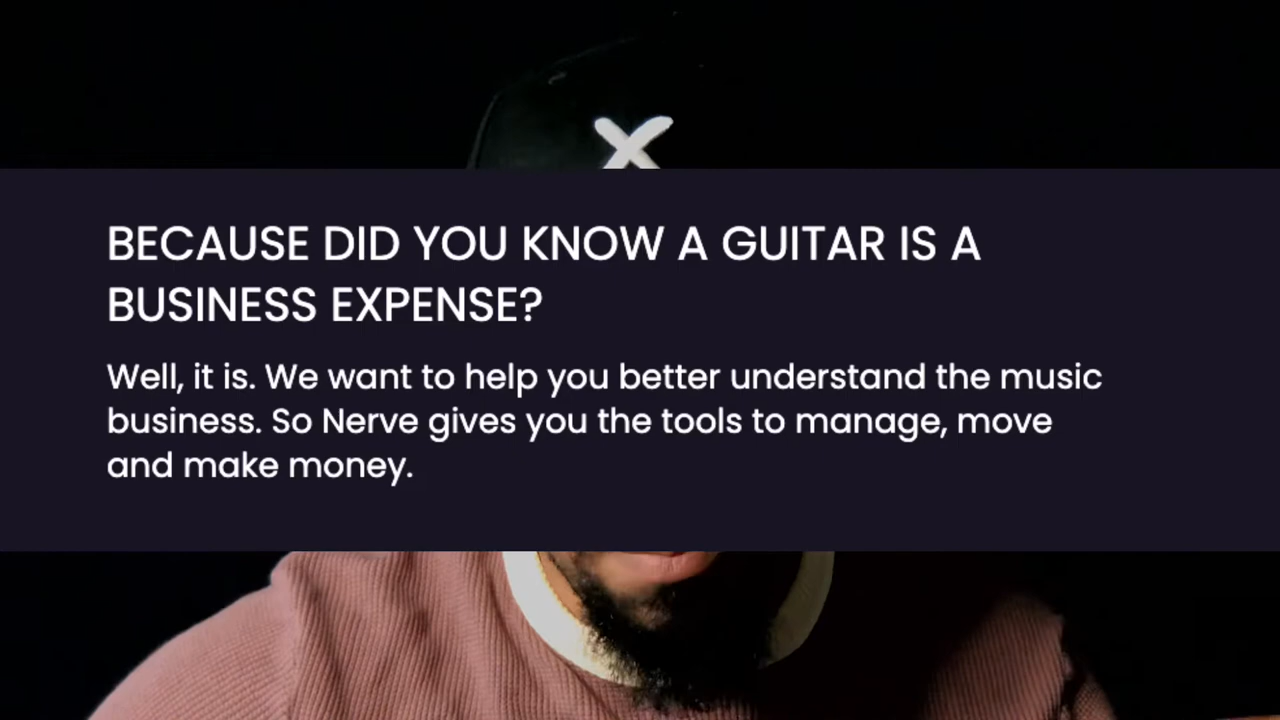 X
BECAUSE DID YOU KNOW A GUITAR IS A
BUSINESS EXPENSE?
Well, it is. We want to help you better understand the music
business. So Nerve gives you the tools to manage, move
and make money.